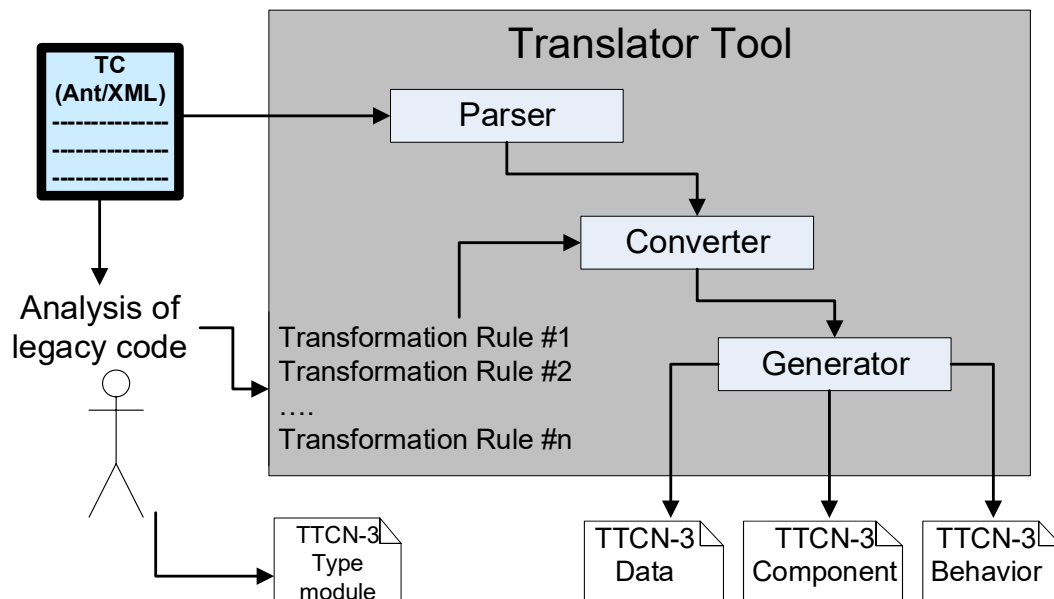 TC
(Ant/XML)
Translator Tool
Parser
Converter
Analysis of
legacy code
Transformation Rule #1
Transformation Rule #2
....
Transformation Rule #n
Generator
TTCN-3
Type
module
TTCN-3
Data
TTCN-3
Component
TTCN-3
Behavior